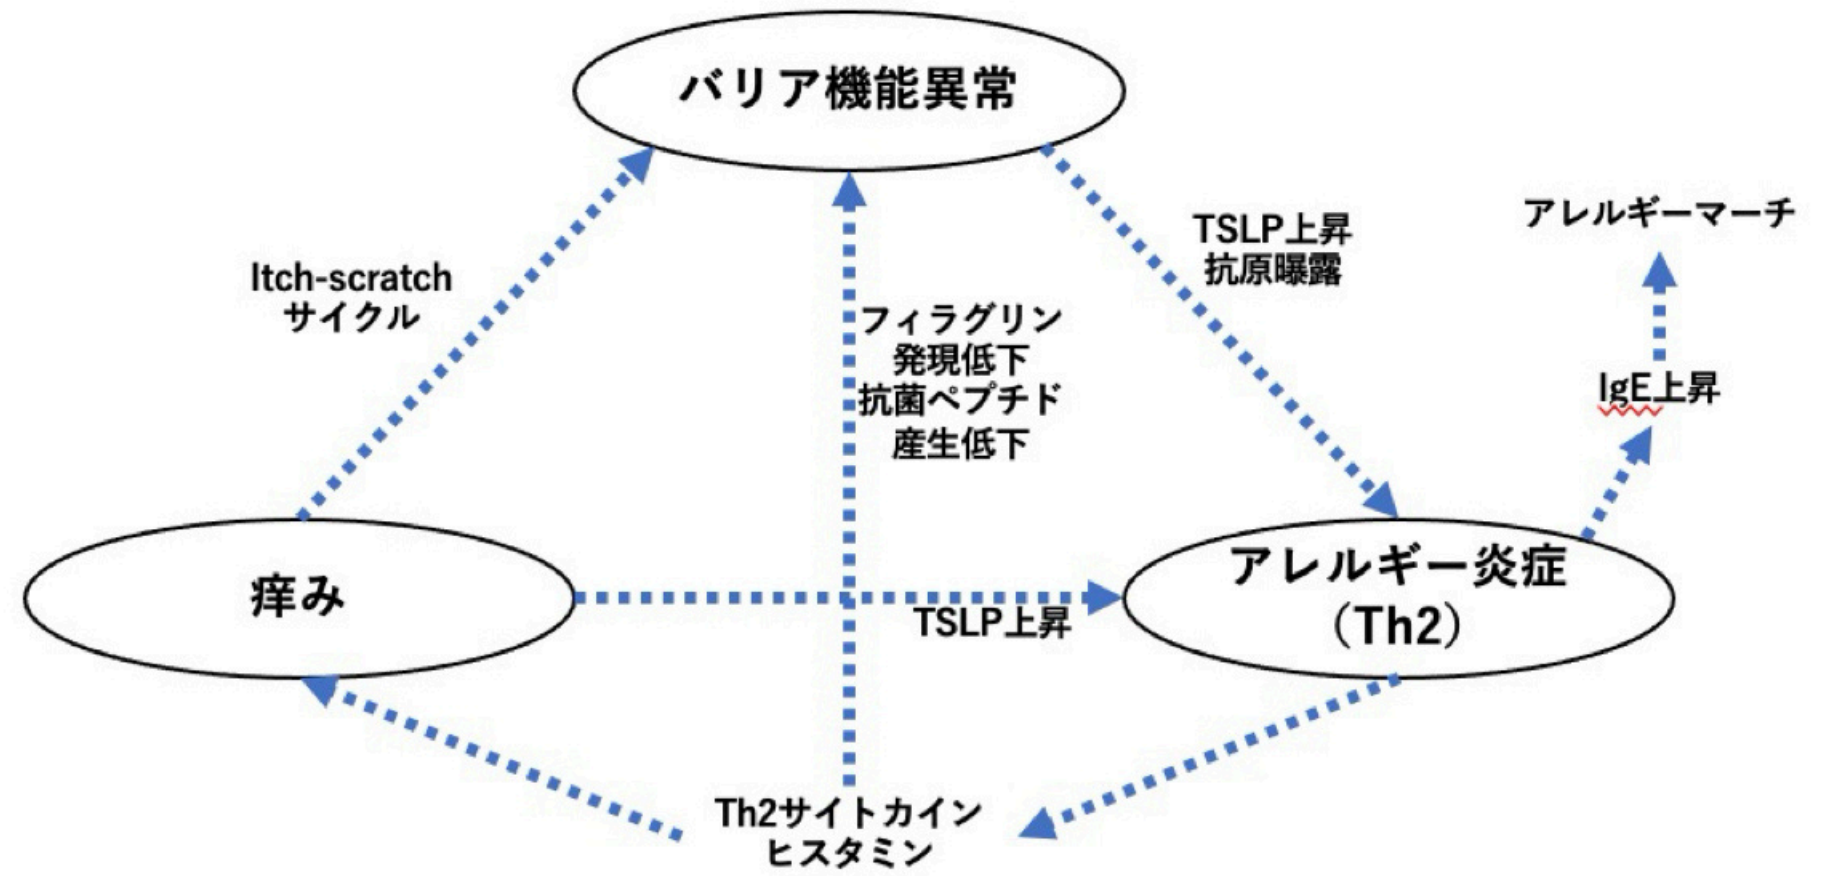 バリア機能異常
TSLP上昇
抗原曝露
アレルギーマーチ
Itch-scratch
サイクル
フィラグリン
発現低下
抗菌ペプチド
産生低下
IgE上昇
痒み
TSLP上昇
アレルギー炎症
（Th2）
Th2サイトカイン
ヒスタミン